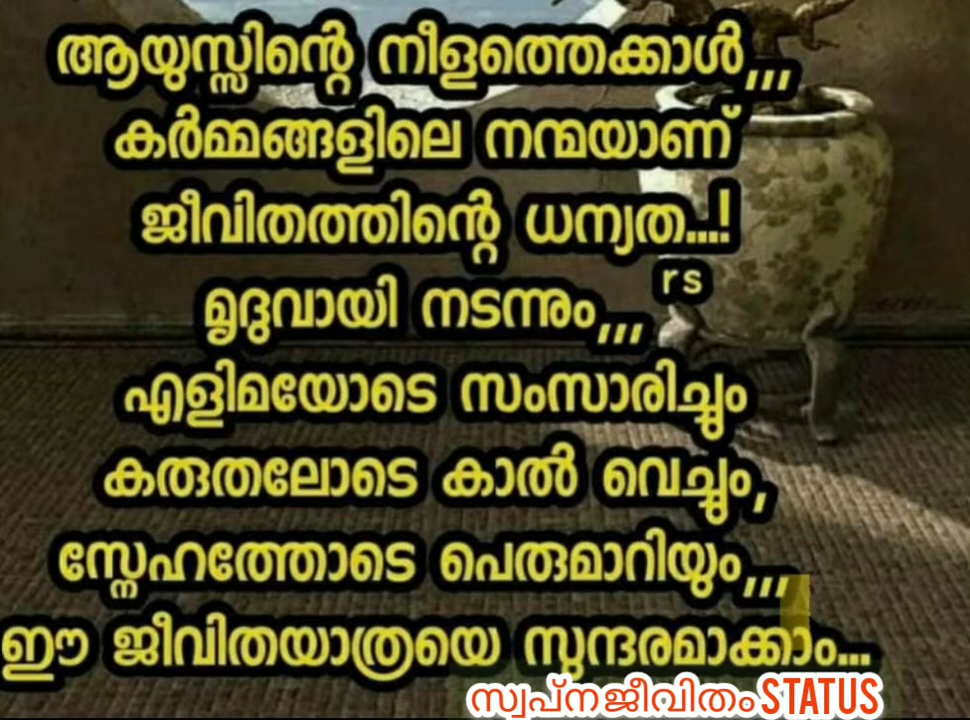 ആയുസ്സിന്റെ നീളത്തെക്കാൾ,,,
കർമ്മങ്ങളിലെ നന്മയാണ്
ജീവിതത്തിന്റെ ധന്യത...!
rs
മൃദുവായി നടന്നും,,,
എളിമയോടെ സംസാരിച്ചും
കരുതലോടെ കാൽ വെച്ചും,
സ്നേഹത്തോടെ പെരുമാറിയും,,,
ഈ ജീവിതയാത്രയെ സുന്ദരമാക്കാം...
സ്വപ്നജീവിതം STATUS